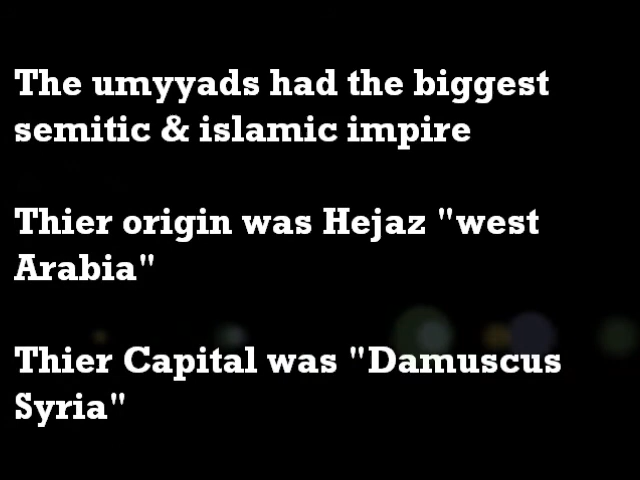 The umyyads had the biggest
semitic & islamic impire
Thier origin was Hejaz "west
Arabia"
Thier Capital was "Damuscus
Syria"